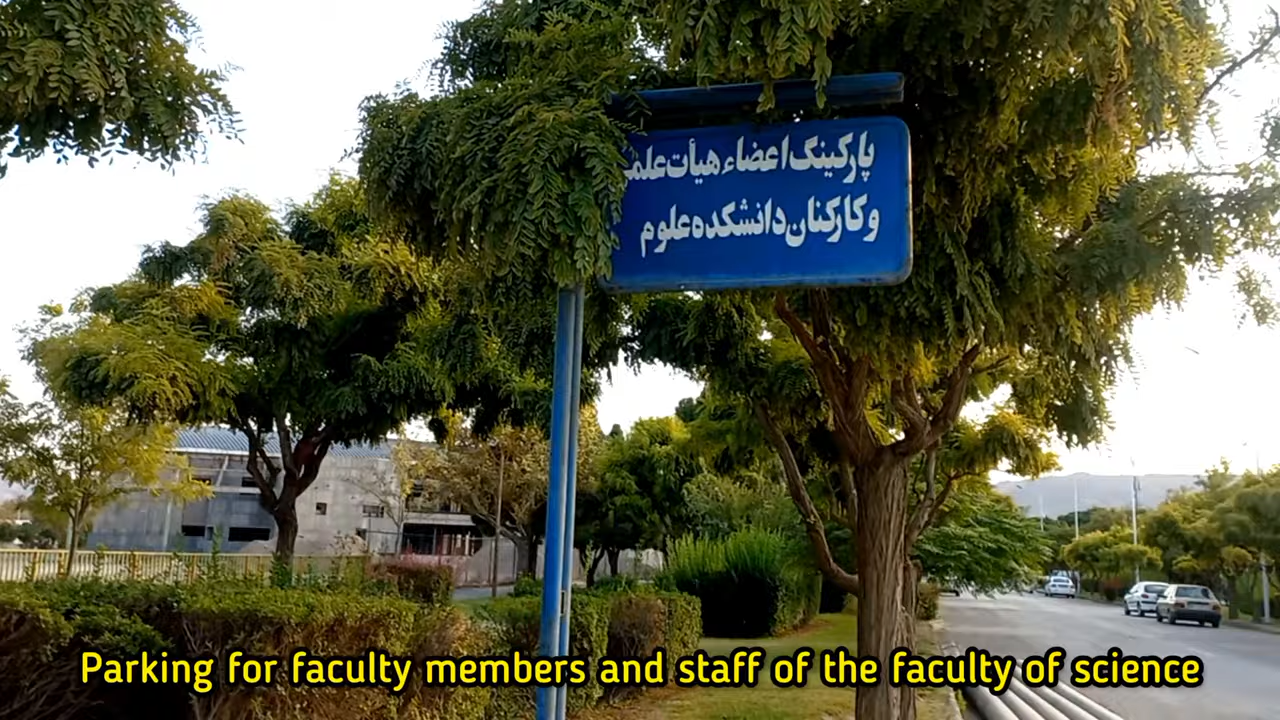 پارکینگ اعضاء هیأت علمی
و کارکنان دانشکده علوم
Parking for faculty members and staff of the faculty of science